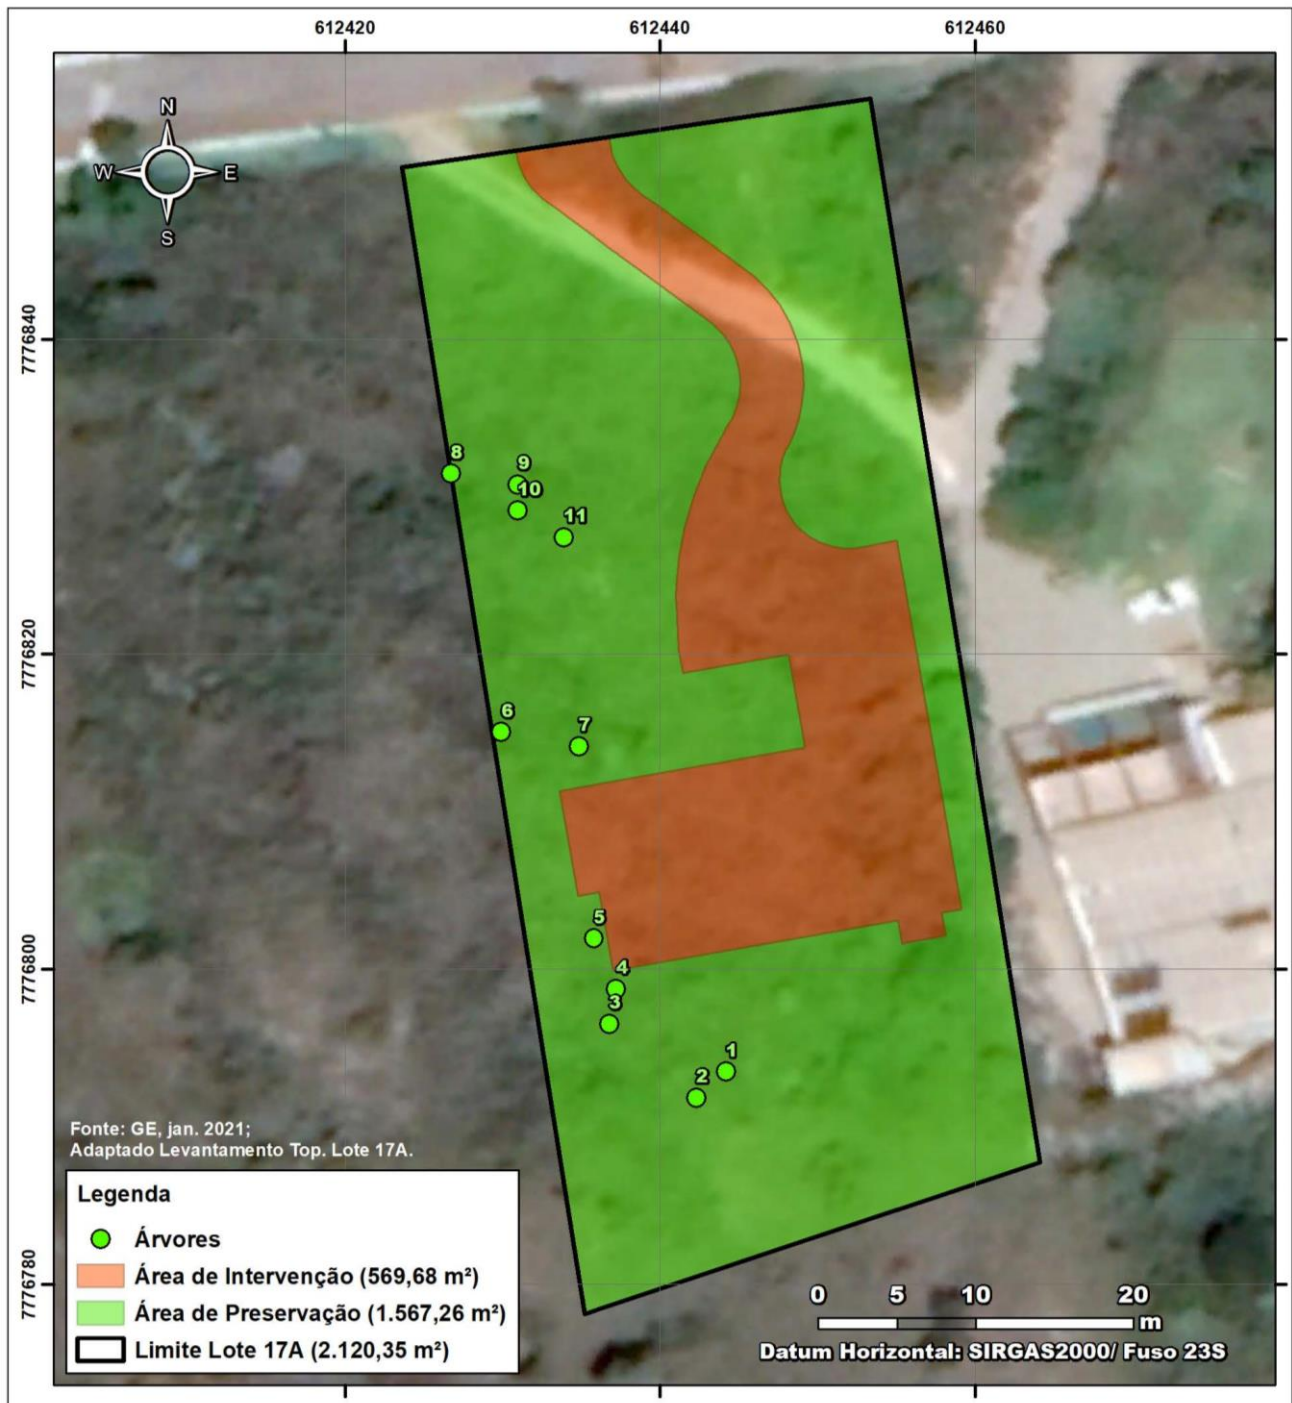 612420 612440 612460
N
W E
S
7776840
7776820
7776800
7776780
8
9
10
11
6
7
5
4
3
1
2
Fonte: GE, jan. 2021;
Adaptado Levantamento Top. Lote 17A.
Legenda
Árvores
Área de Intervenção (569,68 m²)
Área de Preservação (1.567,26 m²)
Limite Lote 17A (2.120,35 m²)
0 5 10 20
m
Datum Horizontal: SIRGAS2000/ Fuso 23S